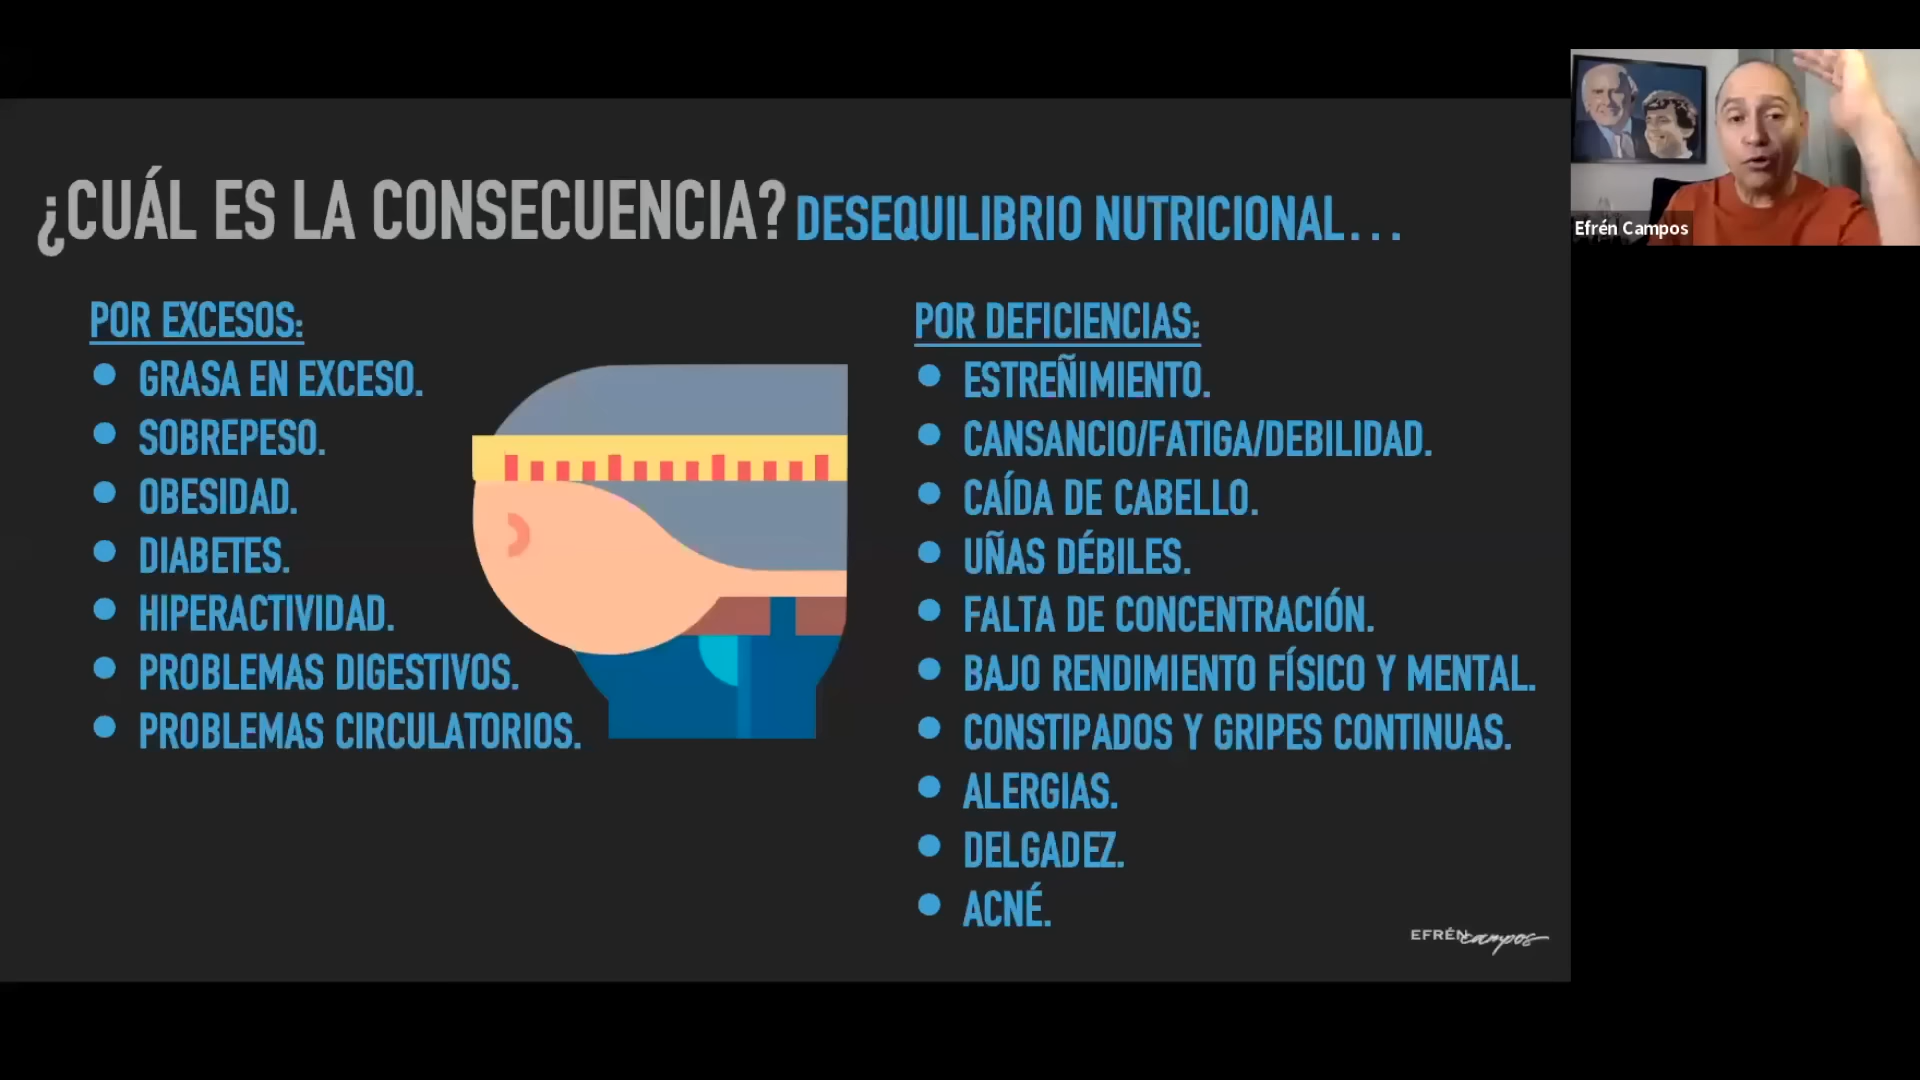 ¿CUÁL ES LA CONSECUENCIA? DESEQUILIBRIO NUTRICIONAL...
POR EXCESOS:
GRASA EN EXCESO.
SOBREPESO.
OBESIDAD.
DIABETES.
HIPERACTIVIDAD.
PROBLEMAS DIGESTIVOS.
PROBLEMAS CIRCULATORIOS.
POR DEFICIENCIAS:
ESTREÑIMIENTO.
CANSANCIO/FATIGA/DEBILIDAD.
CAÍDA DE CABELLO.
UÑAS DÉBILES.
FALTA DE CONCENTRACIÓN.
BAJO RENDIMIENTO FÍSICO Y MENTAL.
CONSTIPADOS Y GRIPES CONTINUAS.
ALERGIAS.
DELGADEZ.
ACNÉ.
EFRÉN campos
Efrén Campos